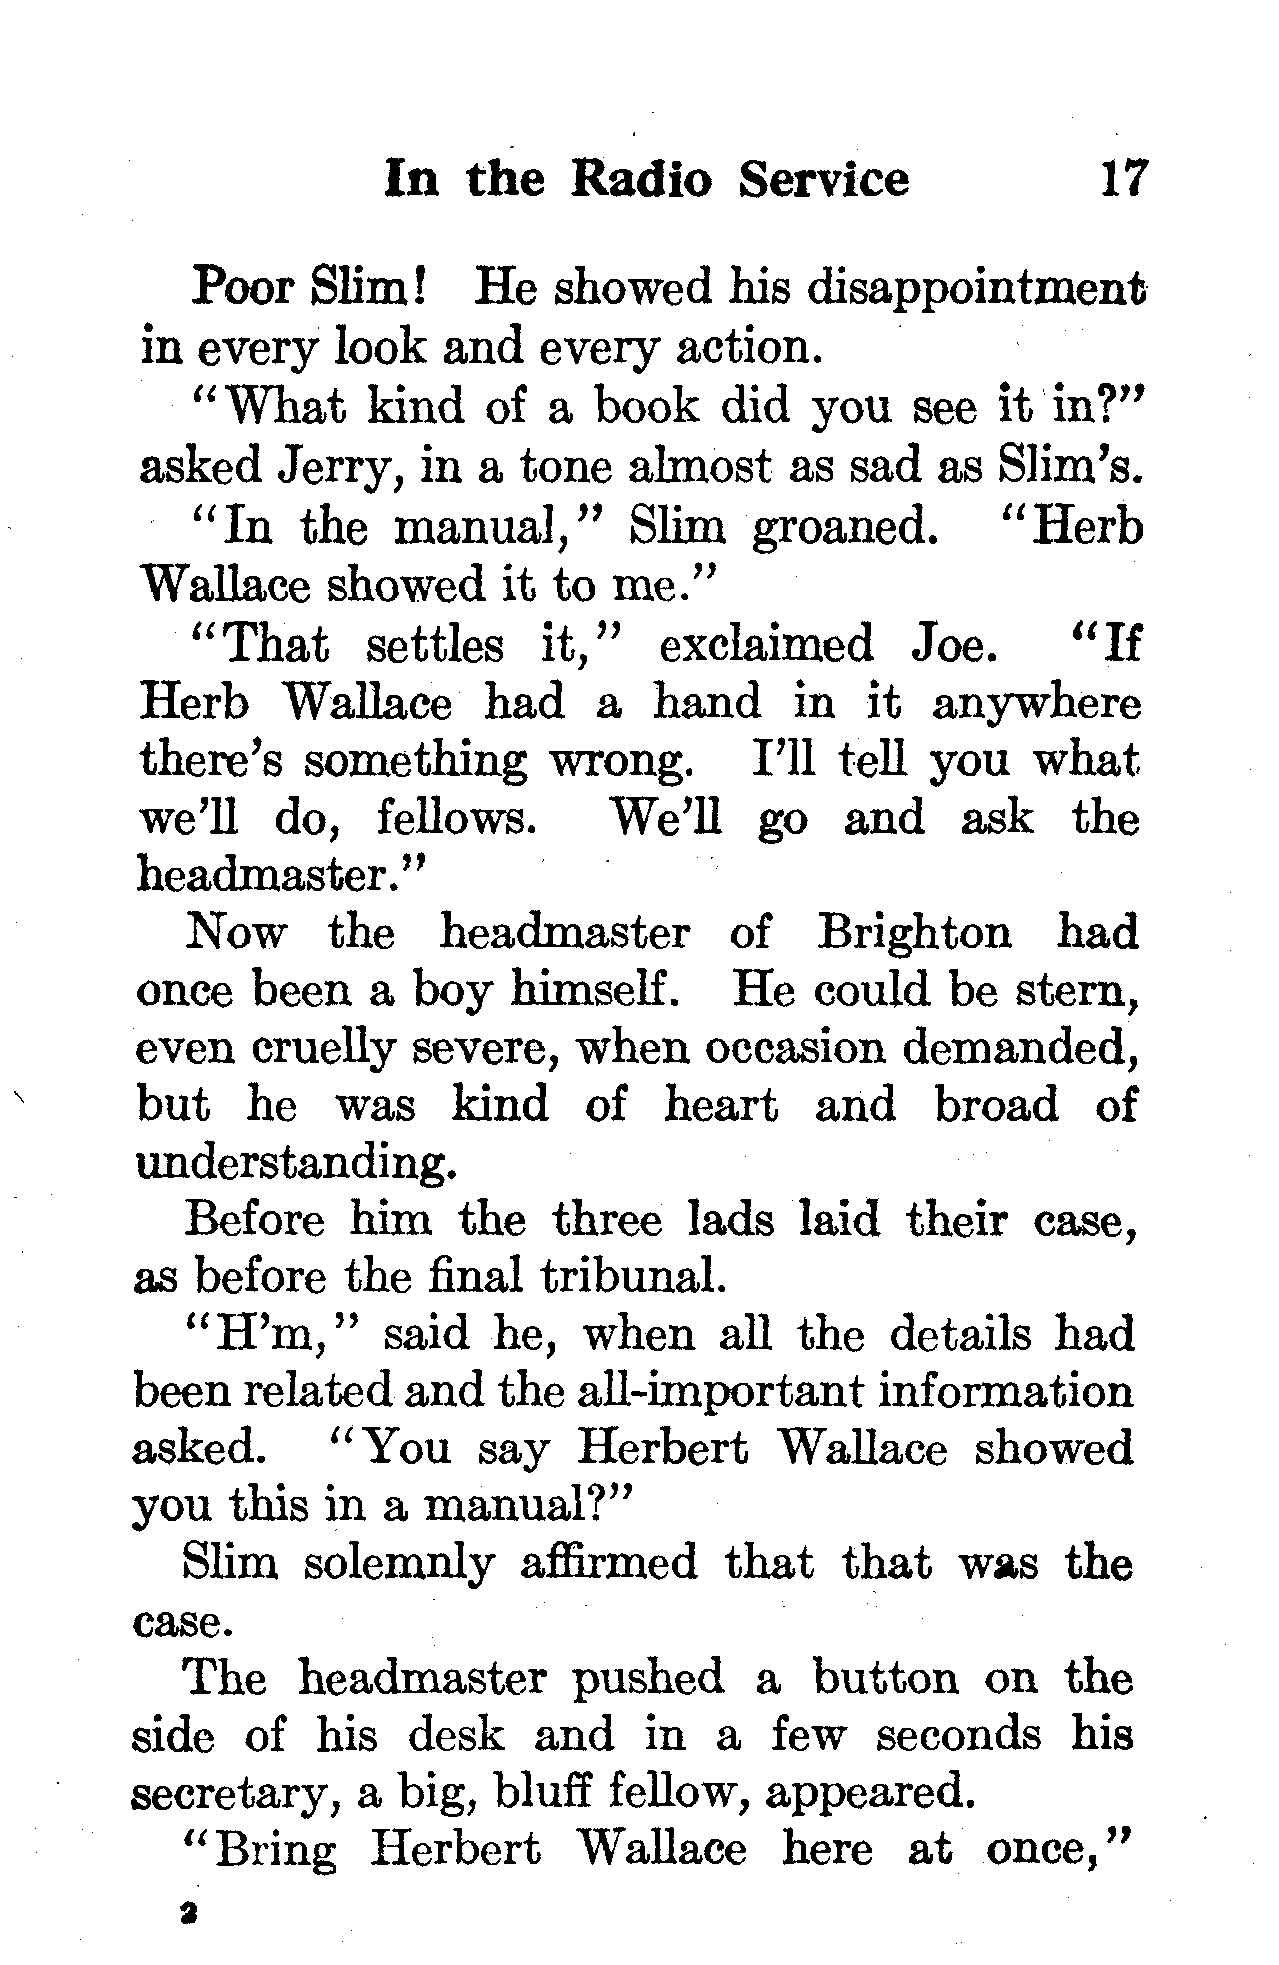 In the Radio Service 17
Poor Slim! He showed his disappointment
in every look and every action.
"What kind of a book did you see it in?"
asked Jerry, in a tone almost as sad as Slim's.
"In the manual," Slim groaned. "Herb
Wallace showed it to me."
"That settles it," exclaimed Joe. "If
Herb Wallace had a hand in it anywhere
there's something wrong. I'll tell you what
we'll do, fellows. We'll go and ask the
headmaster."
Now the headmaster of Brighton had
once been a boy himself. He could be stern,
even cruelly severe, when occasion demanded,
but he was kind of heart and broad of
understanding.
Before him the three lads laid their case,
as before the final tribunal.
"H'm," said he, when all the details had
been related and the all-important information
asked. "You say Herbert Wallace showed
you this in a manual?"
Slim solemnly affirmed that that was the
case.
The headmaster pushed a button on the
side of his desk and in a few seconds his
secretary, a big, bluff fellow, appeared.
"Bring Herbert Wallace here at once,"
2